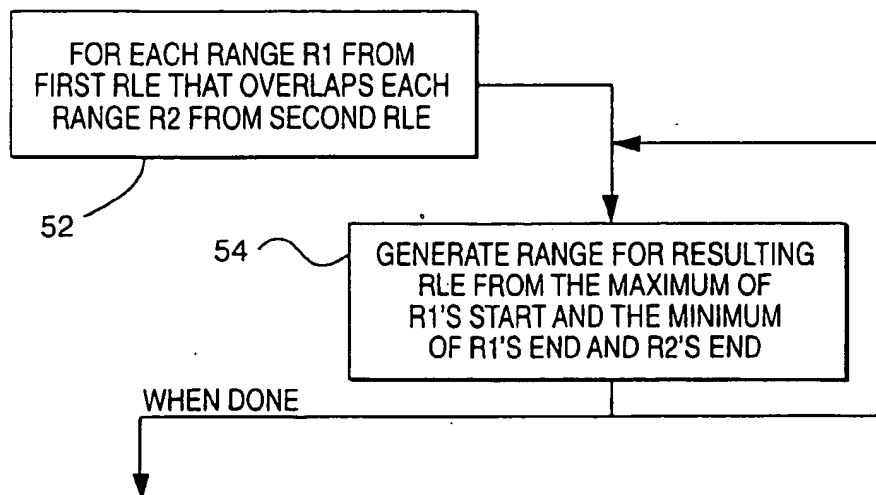 FOR EACH RANGE R1 FROM
FIRST RLE THAT OVERLAPS EACH
RANGE R2 FROM SECOND RLE
52
54
GENERATE RANGE FOR RESULTING
RLE FROM THE MAXIMUM OF
R1'S START AND THE MINIMUM
OF R1'S END AND R2'S END
WHEN DONE